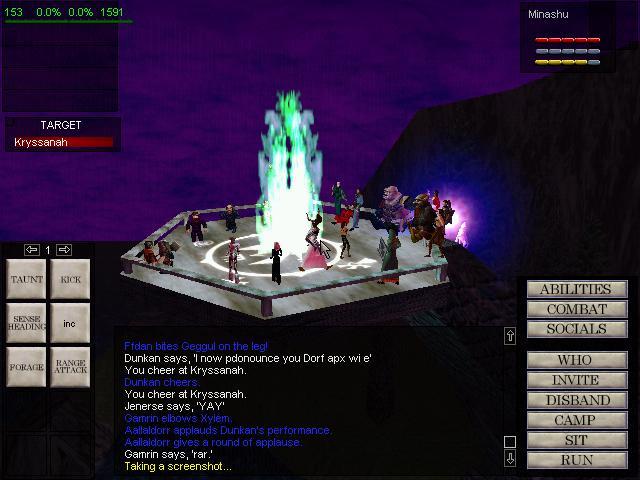 153 0.0% 0.0% 1591
Minashu
TARGET
Kryssanah
1
TAUNT
KICK
SENSE HEADING
inc
FORAGE
RANGE ATTACK
Ffdan bites Geggul on the leg!
Dunkan says, 'I now pdonounce you Dorf apx wi e'
You cheer at Kryssanah.
Dunkan cheers.
You cheer at Kryssanah.
Jenerse says, 'YAY'
Gamrin elbows Xylem.
Aallaldorr applauds Dunkan's performance.
Aallaldorr gives a round of applause.
Gamrin says, 'rar.'
Taking a screenshot...
ABILITIES
COMBAT
SOCIALS
WHO
INVITE
DISBAND
CAMP
SIT
RUN